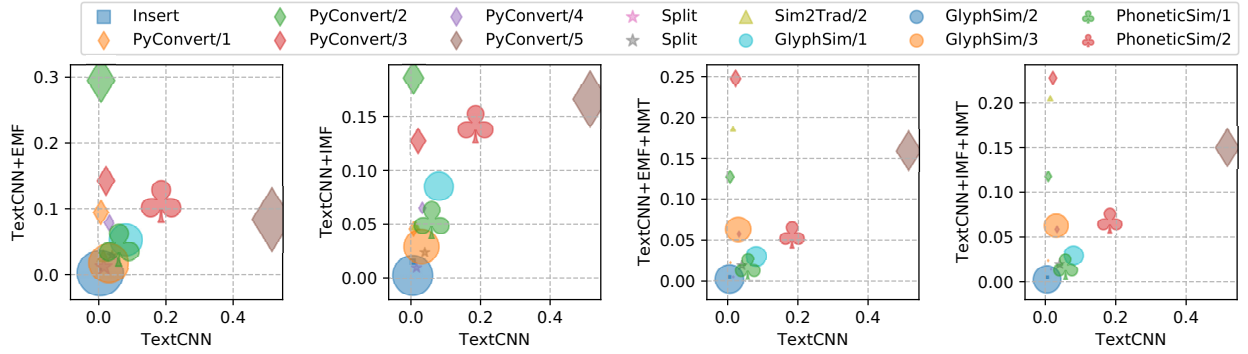 Insert PyConvert/2 PyConvert/4 Split Sim2Trad/2 GlyphSim/2 PhoneticSim/1
PyConvert/1 PyConvert/3 PyConvert/5 Split GlyphSim/1 GlyphSim/3 PhoneticSim/2
TextCNN+EMF
0.3
0.2
0.1
0.0
0.0 0.2 0.4
TextCNN
TextCNN+IMF
0.15
0.10
0.05
0.00
0.0 0.2 0.4
TextCNN
TextCNN+EMF+NMT
0.25
0.20
0.15
0.10
0.05
0.00
0.0 0.2 0.4
TextCNN
TextCNN+IMF+NMT
0.20
0.15
0.10
0.05
0.00
0.0 0.2 0.4
TextCNN